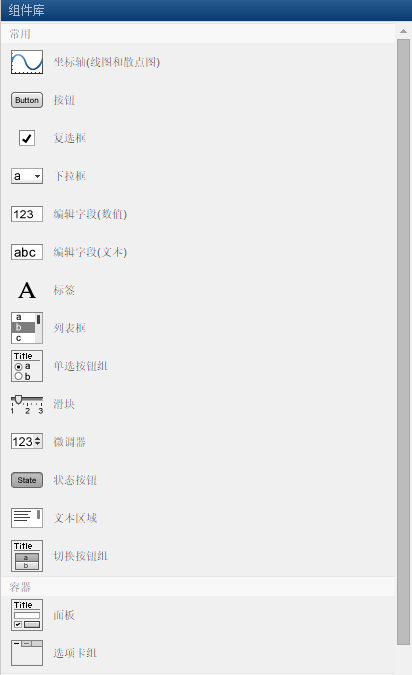 组件库
常用
坐标轴(线图和散点图)
Button 按钮
复选框
a 下拉框
123 编辑字段(数值)
abc 编辑字段(文本)
A 标签
a
b 列表框
c
Title
a 单选按钮组
b
滑块
1 2 3
123 微调器
State 状态按钮
文本区域
Title
a 切换按钮组
b
容器
Title
面板
选项卡组